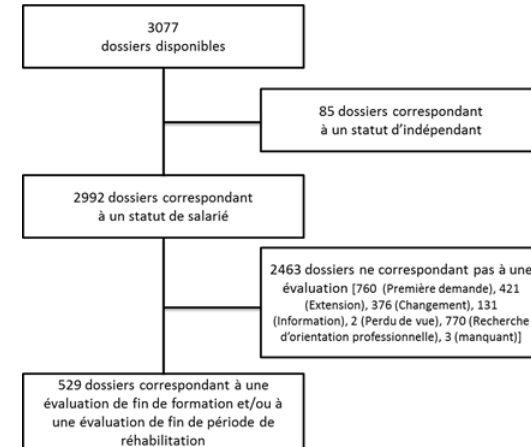 3077
dossiers disponibles
85 dossiers correspondant
à un statut d'indépendant
2992 dossiers correspondant
à un statut de salarié
2463 dossiers ne correspondant pas à une
évaluation [760 (Première demande), 421
(Extension), 376 (Changement), 131
(Information), 2 (Perdu de vue), 770 (Recherche
d'orientation professionnelle), 3 (manquant)]
529 dossiers correspondant à une
évaluation de fin de formation et/ou à
une évaluation de fin de période de
réhabilitation